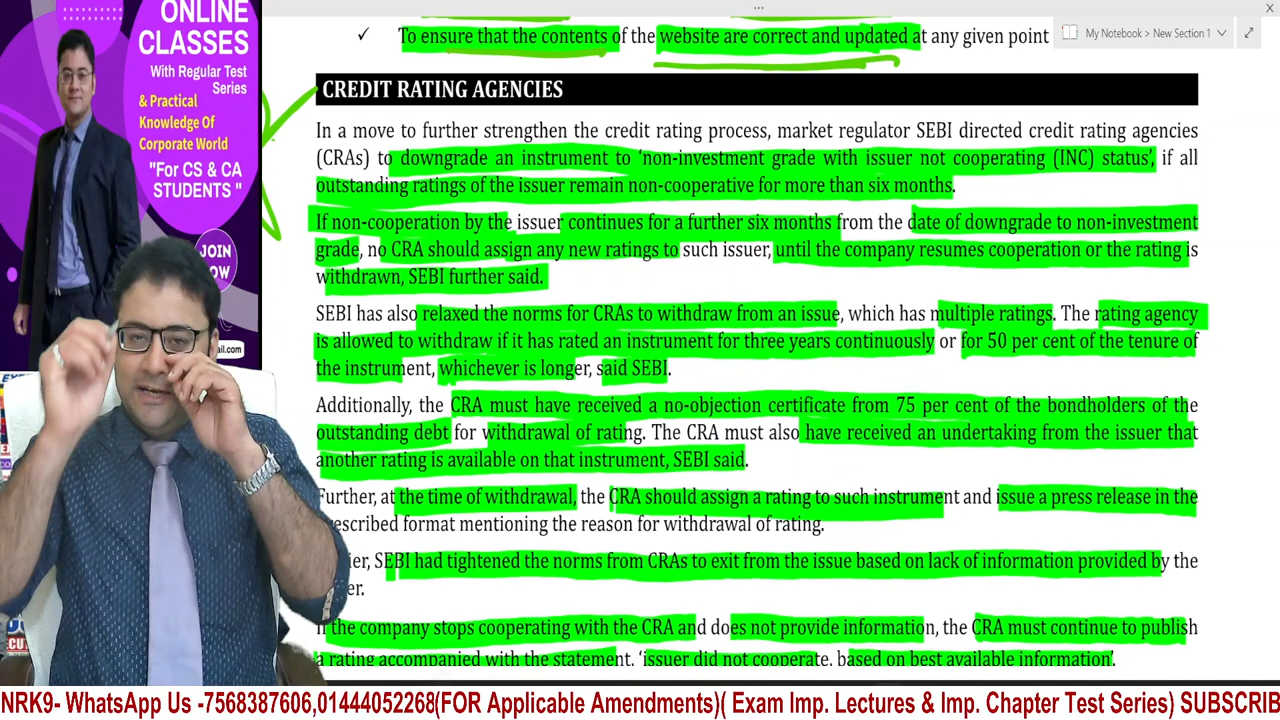 ONLINE
CLASSES
With Regular Test
Series
& Practical
Knowledge Of
Corporate World
"For CS & CA
STUDENTS "
JOIN
OW
ail.com
✓ To ensure that the contents of the website are correct and updated at any given point
My Notebook > New Section 1
CREDIT RATING AGENCIES
In a move to further strengthen the credit rating process, market regulator SEBI directed credit rating agencies
(CRAs) to downgrade an instrument to ‘non-investment grade with issuer not cooperating (INC) status’, if all
outstanding ratings of the issuer remain non-cooperative for more than six months.
If non-cooperation by the issuer continues for a further six months from the date of downgrade to non-investment
grade, no CRA should assign any new ratings to such issuer, until the company resumes cooperation or the rating is
withdrawn, SEBI further said.
SEBI has also relaxed the norms for CRAs to withdraw from an issue, which has multiple ratings. The rating agency
is allowed to withdraw if it has rated an instrument for three years continuously or for 50 per cent of the tenure of
the instrument, whichever is longer, said SEBI.
Additionally, the CRA must have received a no-objection certificate from 75 per cent of the bondholders of the
outstanding debt for withdrawal of rating. The CRA must also have received an undertaking from the issuer that
another rating is available on that instrument, SEBI said.
Further, at the time of withdrawal, the CRA should assign a rating to such instrument and issue a press release in the
escribed format mentioning the reason for withdrawal of rating.
ier, SEBI had tightened the norms from CRAs to exit from the issue based on lack of information provided by the
er.
the company stops cooperating with the CRA and does not provide information, the CRA must continue to publish
a rating accompanied with the statement, ‘issuer did not cooperate, based on best available information’.
NRK9- WhatsApp Us -7568387606,01444052268(FOR Applicable Amendments)( Exam Imp. Lectures & Imp. Chapter Test Series) SUBSCRIB